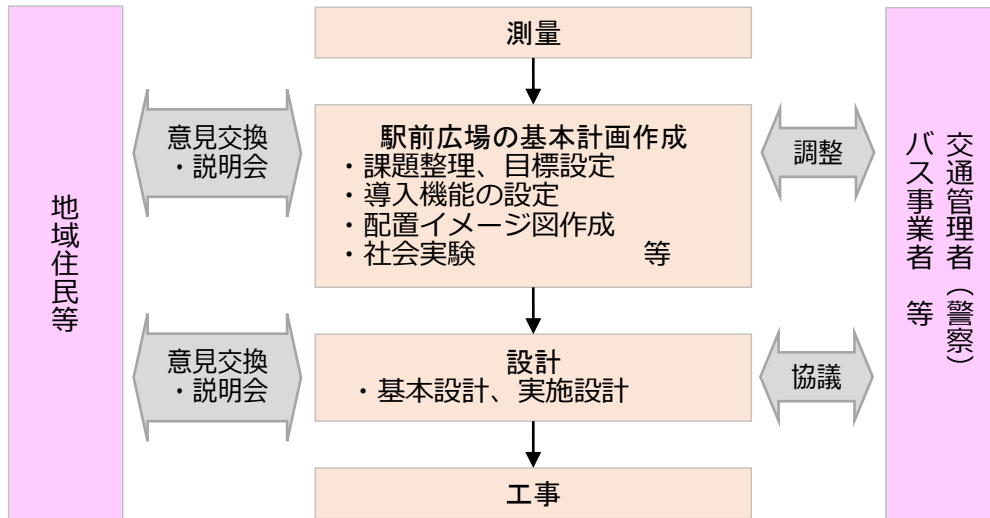 測量
駅前広場の基本計画作成
・課題整理、目標設定
・導入機能の設定
・配置イメージ図作成
・社会実験 等
意見交換
・説明会
調整
設計
・基本設計、実施設計
意見交換
・説明会
協議
工事
地域住民等
交通管理者（警察）
バス事業者 等